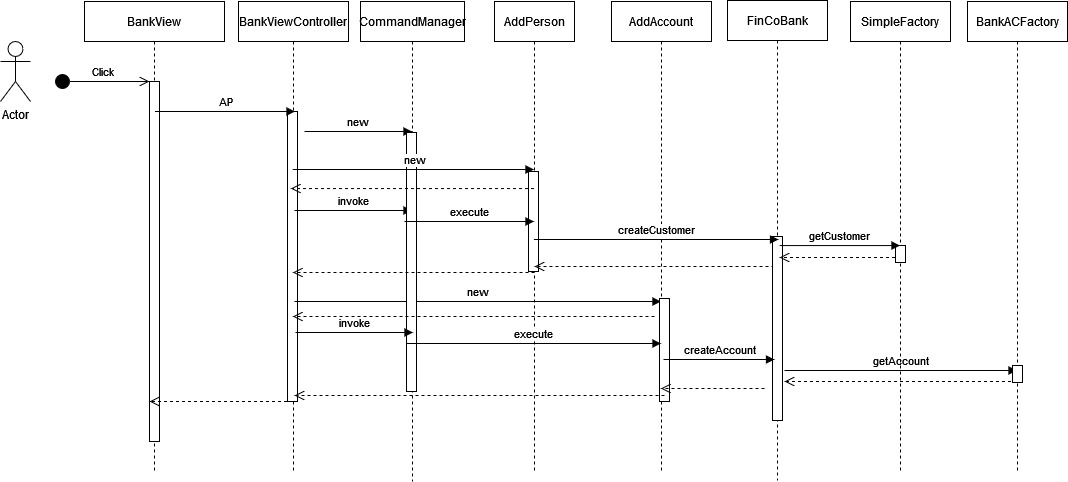 BankView
BankViewController
CommandManager
AddPerson
AddAccount
FinCoBank
SimpleFactory
BankACFactory
Actor
Click
AP
new
new
invoke
execute
createCustomer
getCustomer
new
invoke
execute
createAccount
getAccount